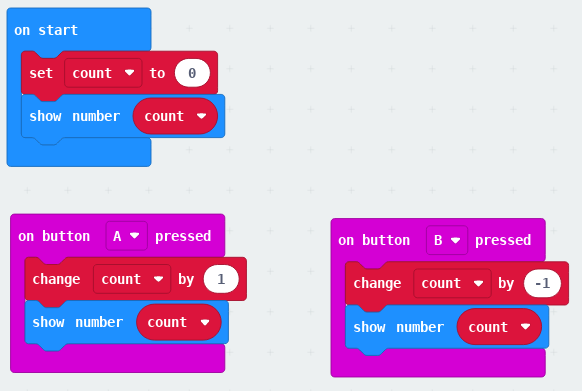 on start
set count to 0
show number count
on button A pressed
change count by 1
show number count
on button B pressed
change count by -1
show number count